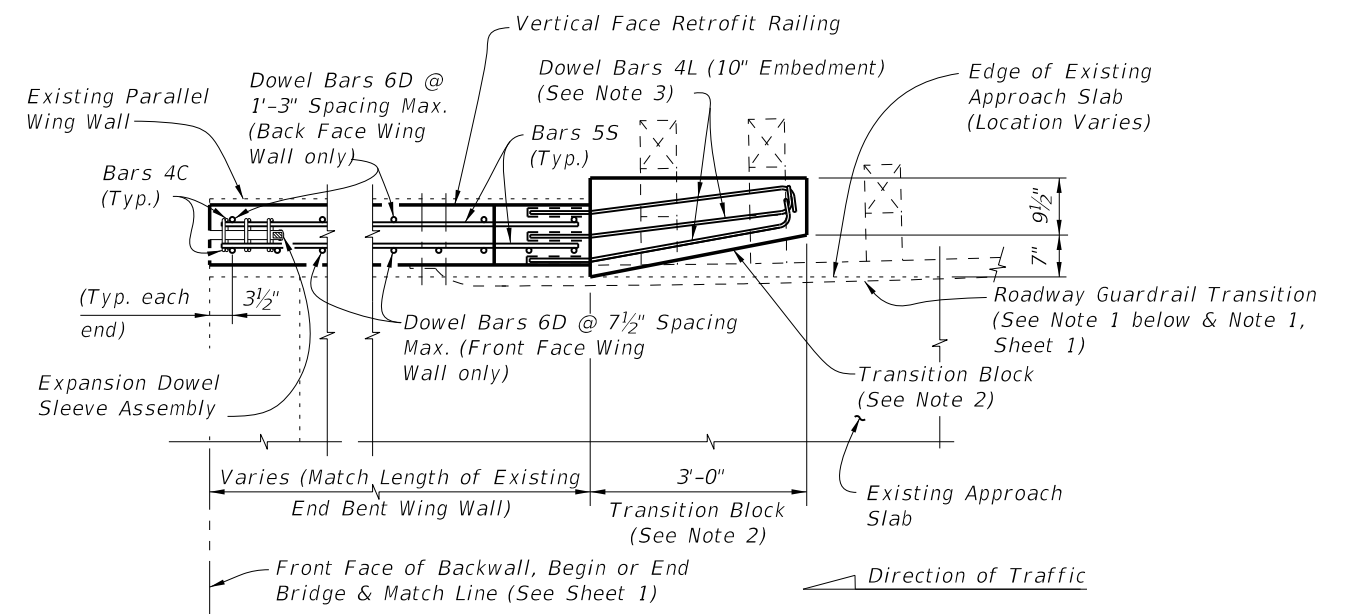 Vertical Face Retrofit Railing
Dowel Bars 6D @
1'-3" Spacing Max.
(Back Face Wing
Wall only)
Dowel Bars 4L (10" Embedment)
(See Note 3)
Edge of Existing
Approach Slab
(Location Varies)
Existing Parallel
Wing Wall
Bars 5S
(Typ.)
Bars 4C
(Typ.)
9½"
7"
(Typ. each
end)
3½"
Dowel Bars 6D @ 7½" Spacing
Max. (Front Face Wing
Wall only)
Roadway Guardrail Transition
(See Note 1 below & Note 1,
Sheet 1)
Expansion Dowel
Sleeve Assembly
Transition Block
(See Note 2)
Varies (Match Length of Existing
End Bent Wing Wall)
3'-0"
Transition Block
(See Note 2)
Existing Approach
Slab
Front Face of Backwall, Begin or End
Bridge & Match Line (See Sheet 1)
Direction of Traffic